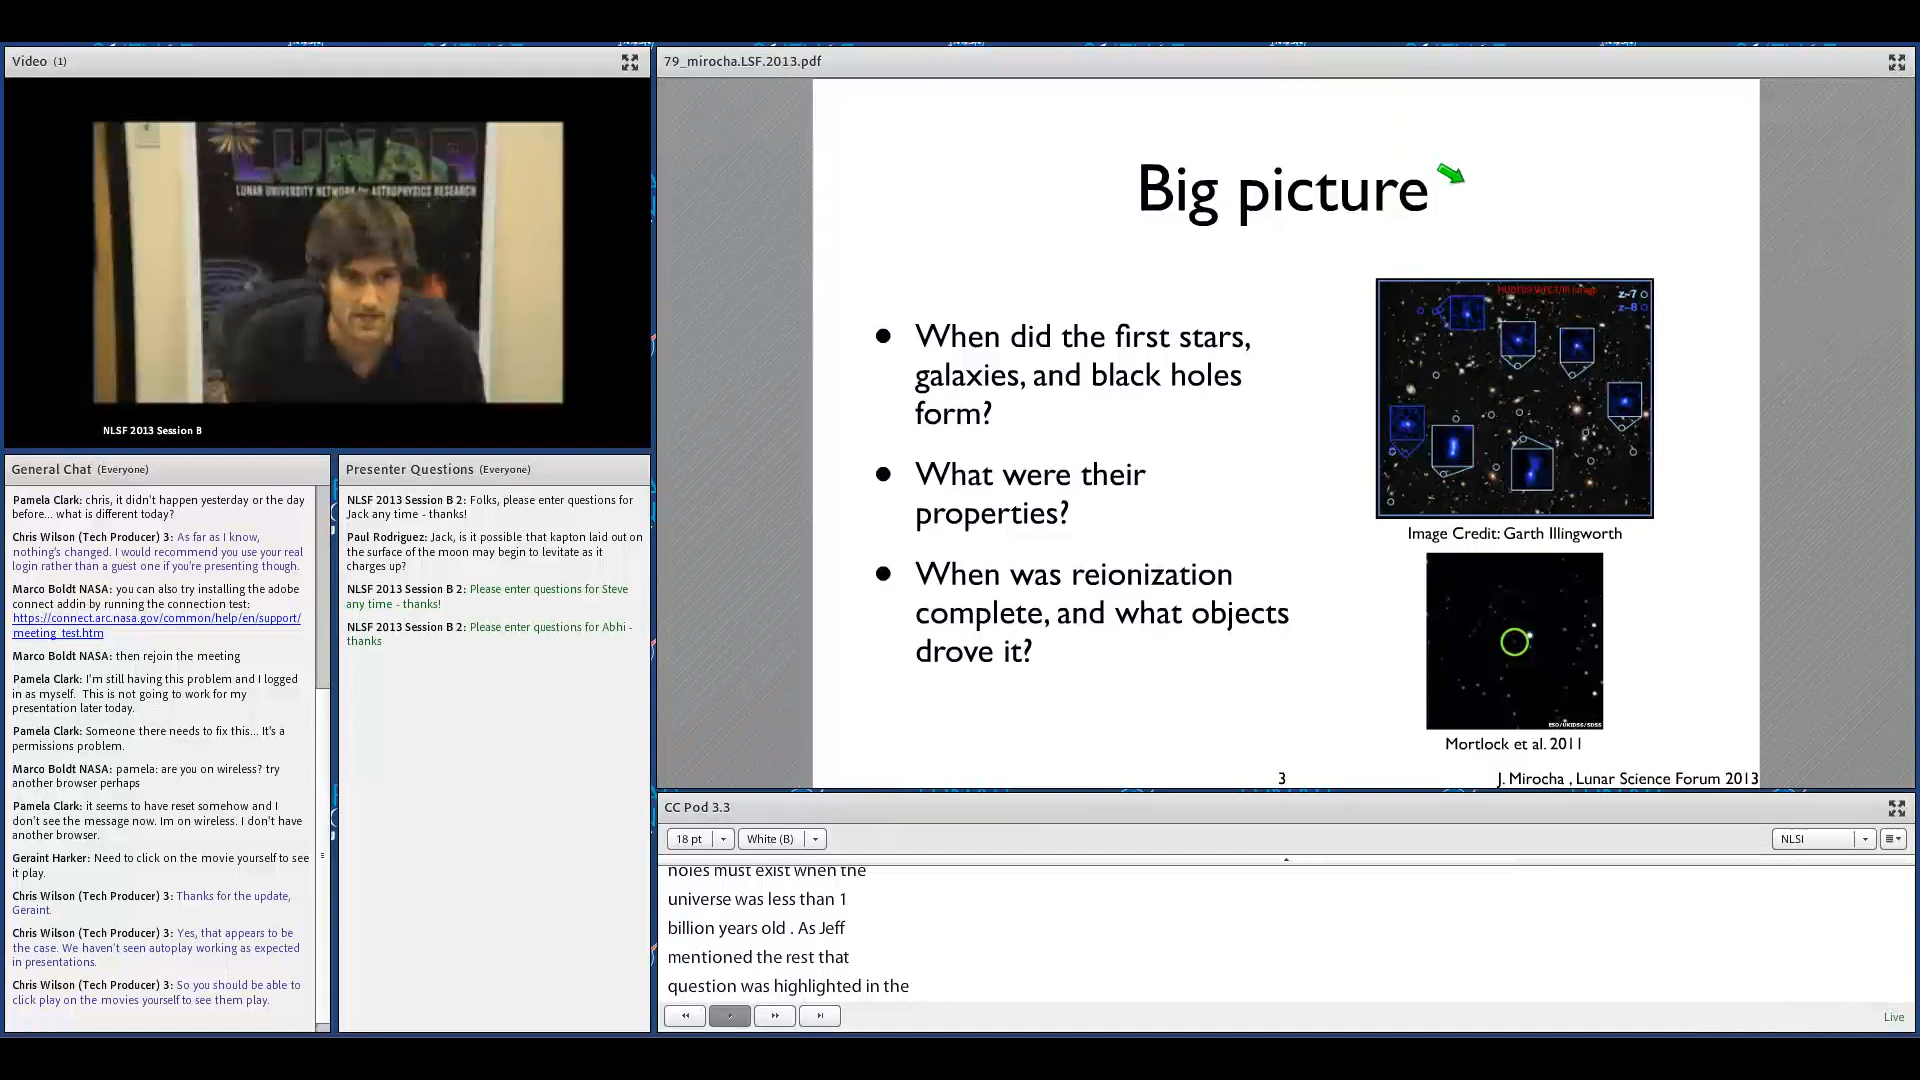 Video (1)
LUNAR
LUNAR UNIVERSITY NETWORK for ASTROPHYSICS RESEARCH
NLSF 2013 Session B
General Chat (Everyone)
Pamela Clark: chris, it didn't happen yesterday or the day
before... what is different today?
Chris Wilson (Tech Producer) 3: As far as I know,
nothing's changed. I would recommend you use your real
login rather than a guest one if you're presenting though.
Marco Boldt NASA: you can also try installing the adobe
connect addin by running the connection test:
https://connect.arc.nasa.gov/common/help/en/support/
meeting_test.htm
Marco Boldt NASA: then rejoin the meeting
Pamela Clark: I'm still having this problem and I logged
in as myself.  This is not going to work for my
presentation later today.
Pamela Clark: Someone there needs to fix this... It's a
permissions problem.
Marco Boldt NASA: pamela: are you on wireless? try
another browser perhaps
Pamela Clark: it seems to have reset somehow and I
don't see the message now. Im on wireless. I don't have
another browser.
Geraint Harker: Need to click on the movie yourself to see
it play.
Chris Wilson (Tech Producer) 3: Thanks for the update,
Geraint.
Chris Wilson (Tech Producer) 3: Yes, that appears to be
the case. We haven't seen autoplay working as expected
in presentations.
Chris Wilson (Tech Producer) 3: So you should be able to
click play on the movies yourself to see them play.
Presenter Questions (Everyone)
NLSF 2013 Session B 2: Folks, please enter questions for
Jack any time - thanks!
Paul Rodriguez: Jack, is it possible that kapton laid out on
the surface of the moon may begin to levitate as it
charges up?
NLSF 2013 Session B 2: Please enter questions for Steve
any time - thanks!
NLSF 2013 Session B 2: Please enter questions for Abhi -
thanks
79_mirocha.LSF.2013.pdf
Big picture
• When did the first stars,
galaxies, and black holes
form?
• What were their
properties?
• When was reionization
complete, and what objects
drove it?
HUDF09 WFC3/IR image
z~7
z~8
Image Credit: Garth Illingworth
ESO/UKIDSS/SDSS
Mortlock et al. 2011
3
J. Mirocha , Lunar Science Forum 2013
CC Pod 3.3
18 pt
White (B)
NLSI
holes must exist when the
universe was less than 1
billion years old . As Jeff
mentioned the rest that
question was highlighted in the
Live